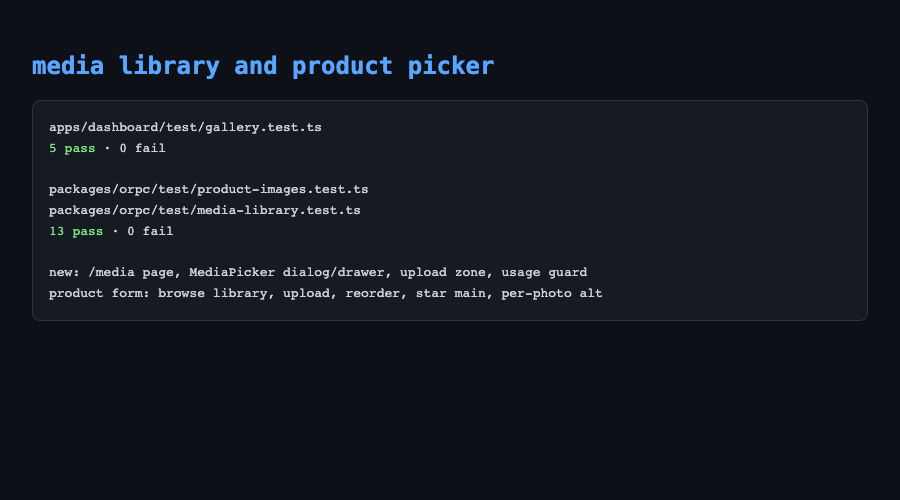 media library and product picker
apps/dashboard/test/gallery.test.ts
5 pass · 0 fail
packages/orpc/test/product-images.test.ts
packages/orpc/test/media-library.test.ts
13 pass · 0 fail
new: /media page, MediaPicker dialog/drawer, upload zone, usage guard
product form: browse library, upload, reorder, star main, per-photo alt